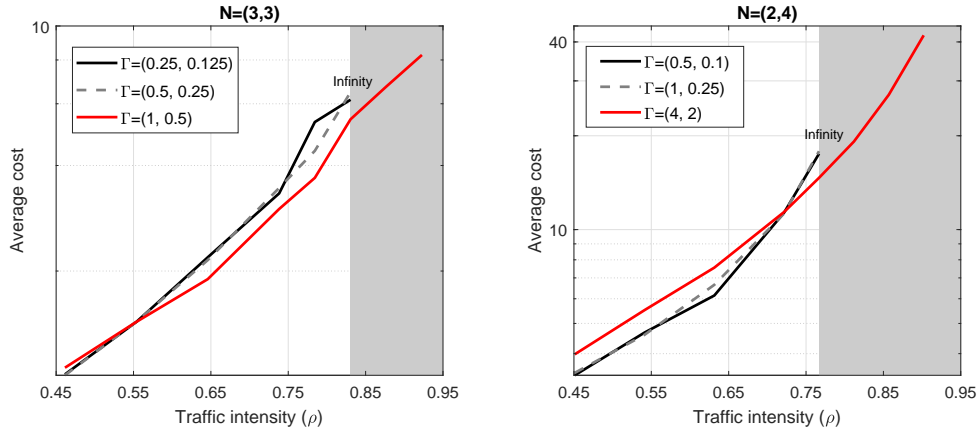 N=(3,3)
10
Γ=(0.25, 0.125)
Γ=(0.5, 0.25)
Γ=(1, 0.5)
Infinity
Average cost
0.45 0.55 0.65 0.75 0.85 0.95
Traffic intensity (ρ)
N=(2,4)
40
20
10
Γ=(0.5, 0.1)
Γ=(1, 0.25)
Γ=(4, 2)
Infinity
Average cost
0.45 0.55 0.65 0.75 0.85 0.95
Traffic intensity (ρ)